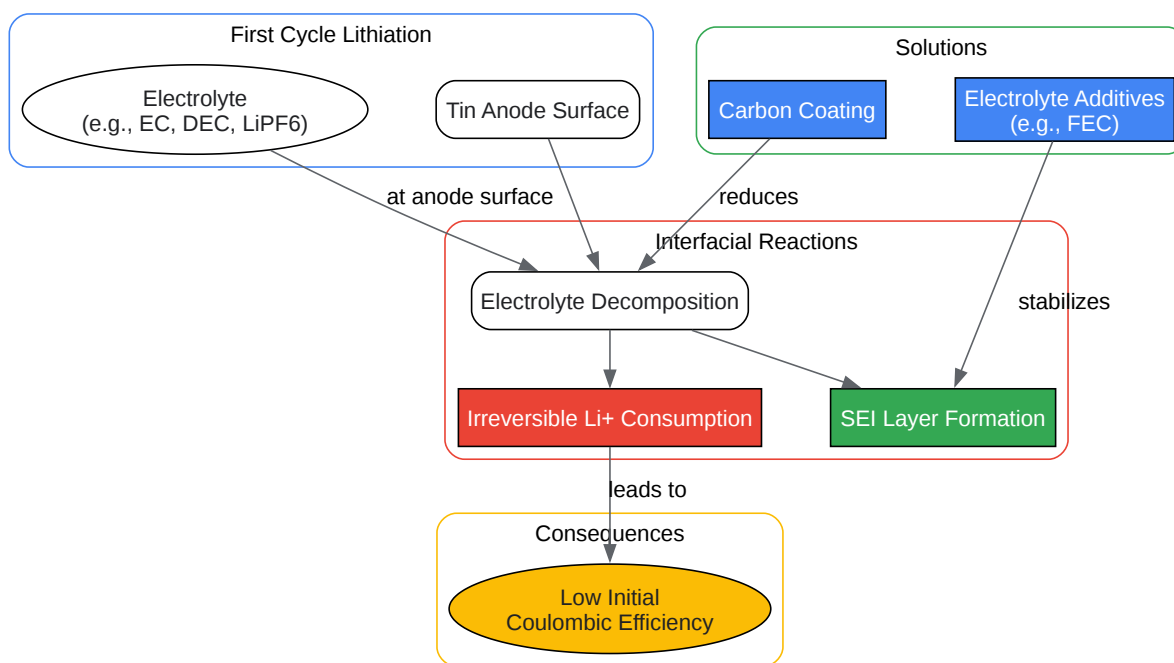 First Cycle Lithiation
Solutions
Electrolyte
(e.g., EC, DEC, LiPF6)
Tin Anode Surface
Carbon Coating
Electrolyte Additives
(e.g., FEC)
at anode surface
reduces
Interfacial Reactions
Electrolyte Decomposition
stabilizes
Irreversible Li+ Consumption
SEI Layer Formation
leads to
Consequences
Low Initial
Coulombic Efficiency